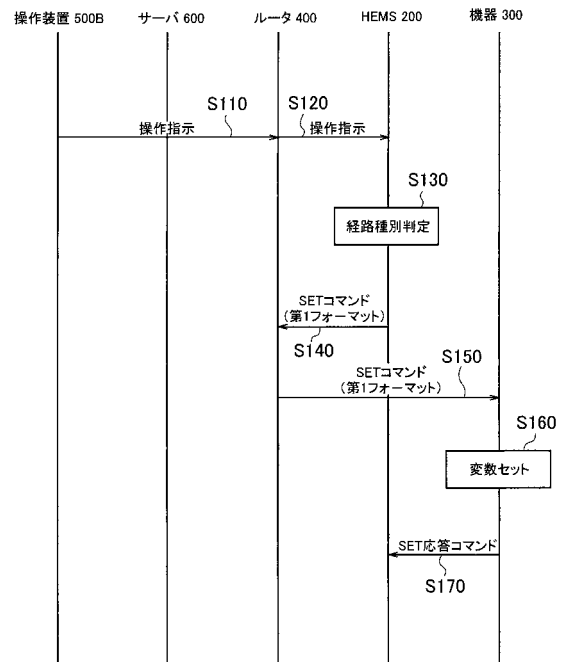 操作装置 500B
サーバ 600
ルータ 400
HEMS 200
機器 300
S110
S120
操作指示
操作指示
S130
経路種別判定
SETコマンド
(第1フォーマット)
S140
SETコマンド
(第1フォーマット)
S150
S160
変数セット
SET応答コマンド
S170